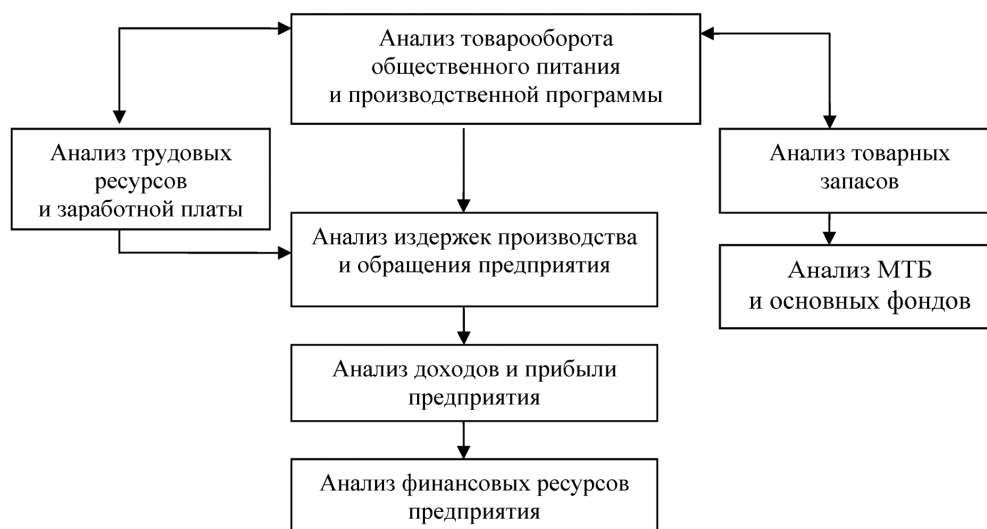 Анализ товарооборота
общественного питания
и производственной программы
Анализ трудовых
ресурсов
и заработной платы
Анализ товарных
запасов
Анализ издержек производства
и обращения предприятия
Анализ МТБ
и основных фондов
Анализ доходов и прибыли
предприятия
Анализ финансовых ресурсов
предприятия